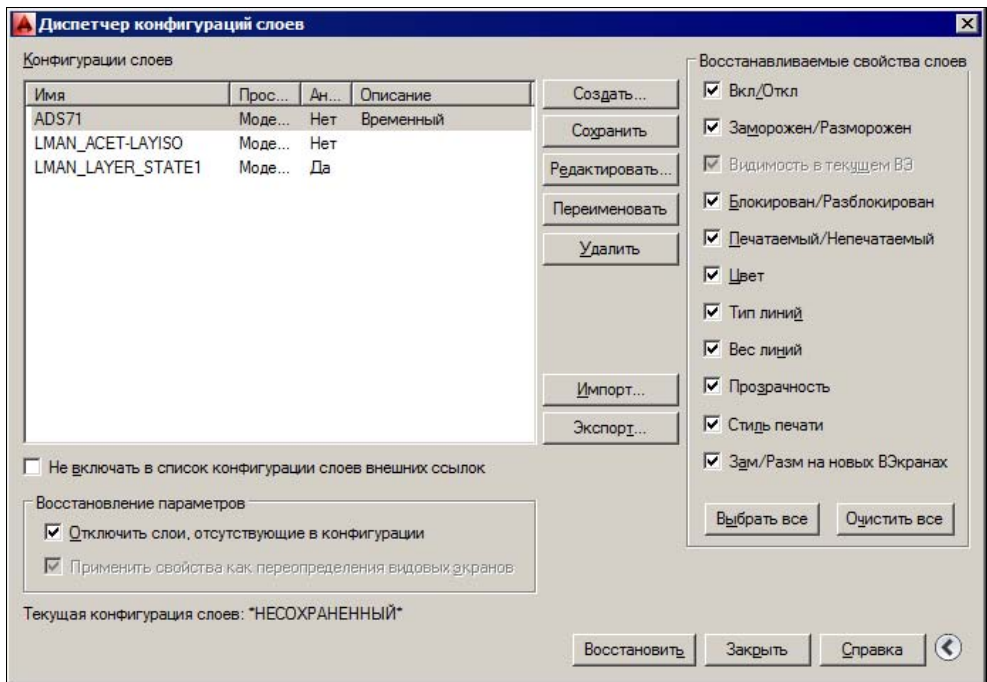 Диспетчер конфигураций слоев
Конфигурации слоев
Имя Прос... Ан... Описание
ADS71 Моде... Нет Временный
LMAN_ACET-LAYISO Моде... Нет
LMAN_LAYER_STATE1 Моде... Да
Создать...
Сохранить
Редактировать...
Переименовать
Удалить
Импорт...
Экспорт...
Не включать в список конфигурации слоев внешних ссылок
Восстановление параметров
Отключить слои, отсутствующие в конфигурации
Применить свойства как переопределения видовых экранов
Текущая конфигурация слоев: *НЕСОХРАНЕННЫЙ*
Восстанавливаемые свойства слоев
Вкл/Откл
Заморожен/Разморожен
Видимость в текущем ВЭ
Блокирован/Разблокирован
Печатаемый/Непечатаемый
Цвет
Тип линий
Вес линий
Прозрачность
Стиль печати
Зам/Разм на новых ВЭкранах
Выбрать все Очистить все
Восстановить Закрыть Справка